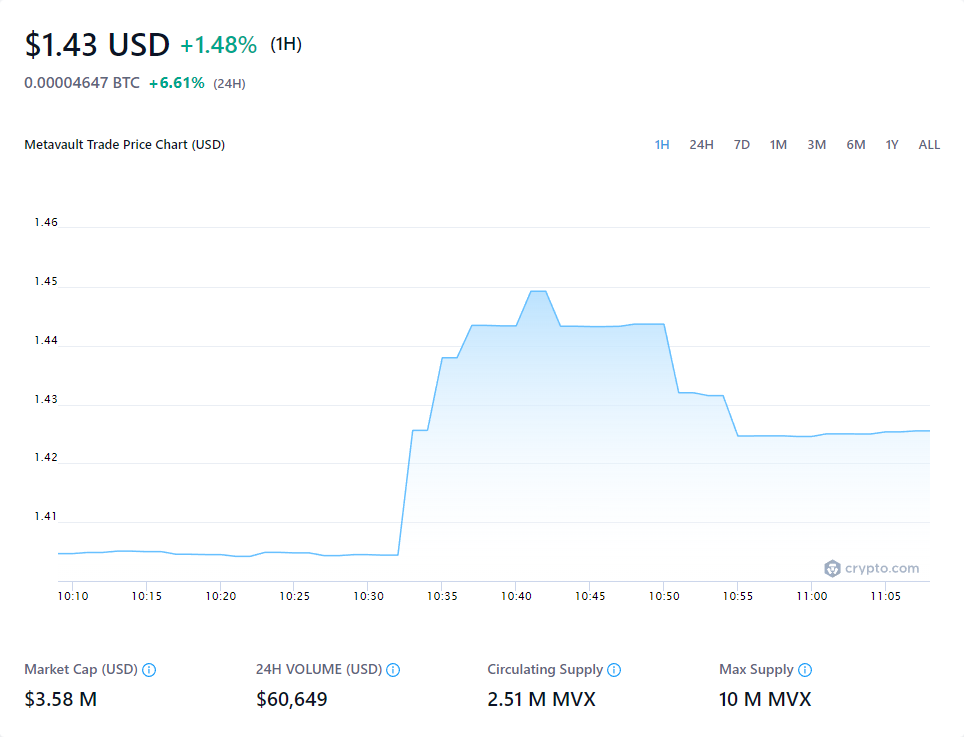 $1.43 USD +1.48% (1H)
0.00004647 BTC +6.61% (24H)
Metavault Trade Price Chart (USD) 1H 24H 7D 1M 3M 6M 1Y ALL
1.46
1.45
1.44
1.43
1.42
1.41
crypto.com
10:10 10:15 10:20 10:25 10:30 10:35 10:40 10:45 10:50 10:55 11:00 11:05
Market Cap (USD) 24H VOLUME (USD) Circulating Supply Max Supply
$3.58 M $60,649 2.51 M MVX 10 M MVX